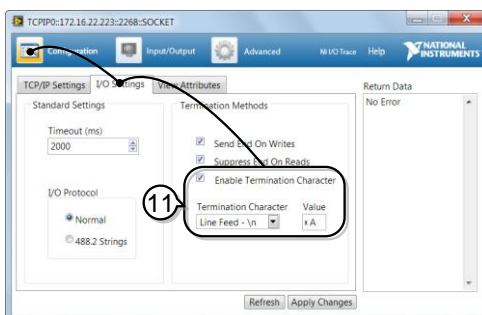 TCPIP0::172.16.22.223::2268::SOCKET
Configuration Input/Output Advanced NI I/O Trace Help NATIONAL INSTRUMENTS
TCP/IP Settings I/O Settings View Attributes
Return Data
Standard Settings
Termination Methods
No Error
Timeout (ms)
2000
Send End On Writes
Suppress End On Reads
Enable Termination Character
I/O Protocol
Normal
488.2 Strings
11
Termination Character Value
Line Feed - \n xA
Refresh Apply Changes